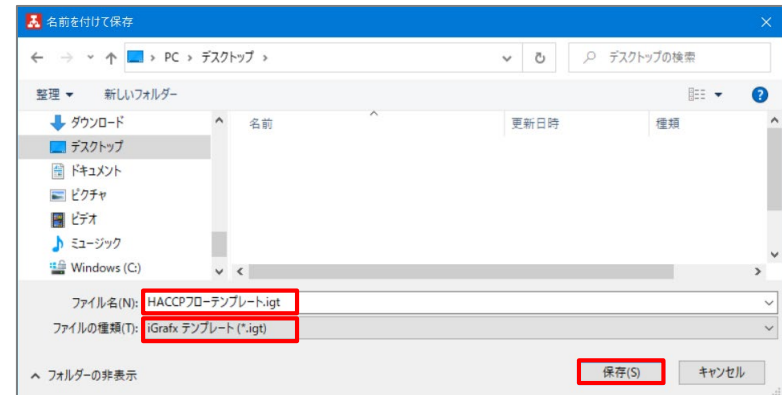 名前を付けて保存
PC › デスクトップ ›
デスクトップの検索
整理 新しいフォルダー
名前 更新日時 種類
ダウンロード
デスクトップ
ドキュメント
ピクチャ
ビデオ
ミュージック
Windows (C:)
ファイル名(N): HACCPフローテンプレート.igt
ファイルの種類(T): iGrafx テンプレート (*.igt)
フォルダーの非表示
保存(S) キャンセル